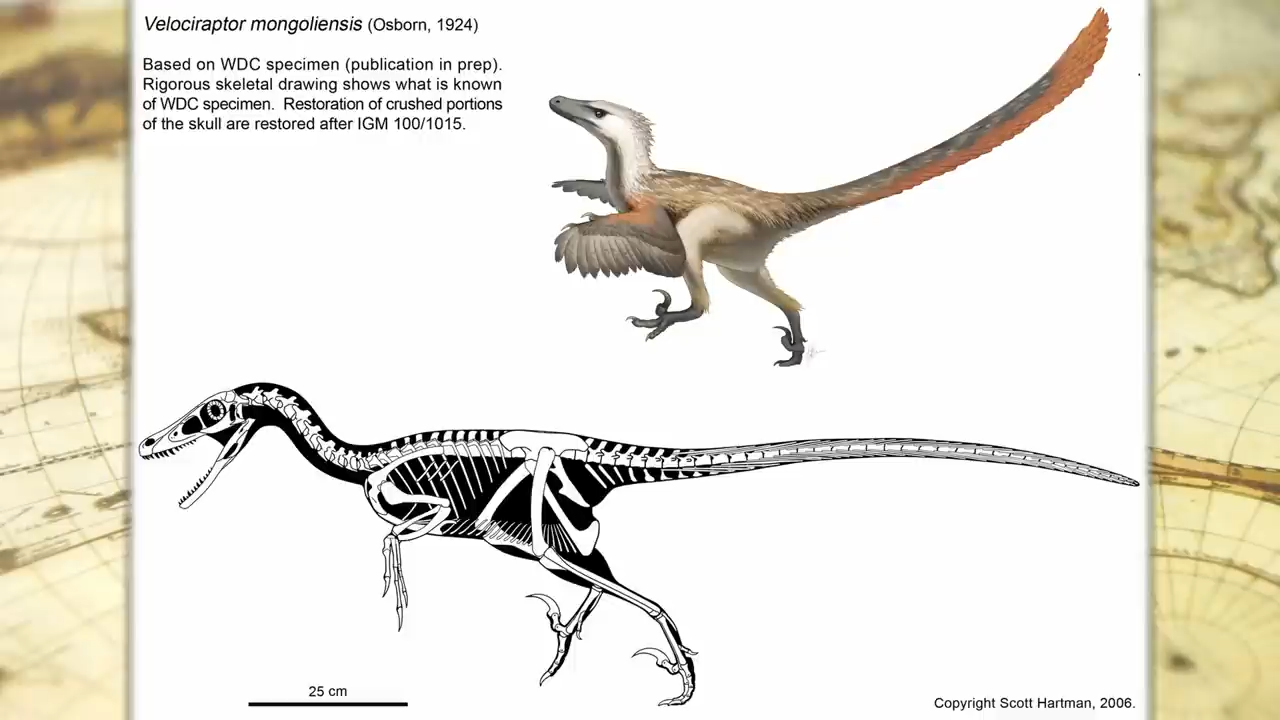 Velociraptor mongoliensis (Osborn, 1924)
Based on WDC specimen (publication in prep).
Rigorous skeletal drawing shows what is known
of WDC specimen. Restoration of crushed portions
of the skull are restored after IGM 100/1015.
25 cm
Copyright Scott Hartman, 2006.